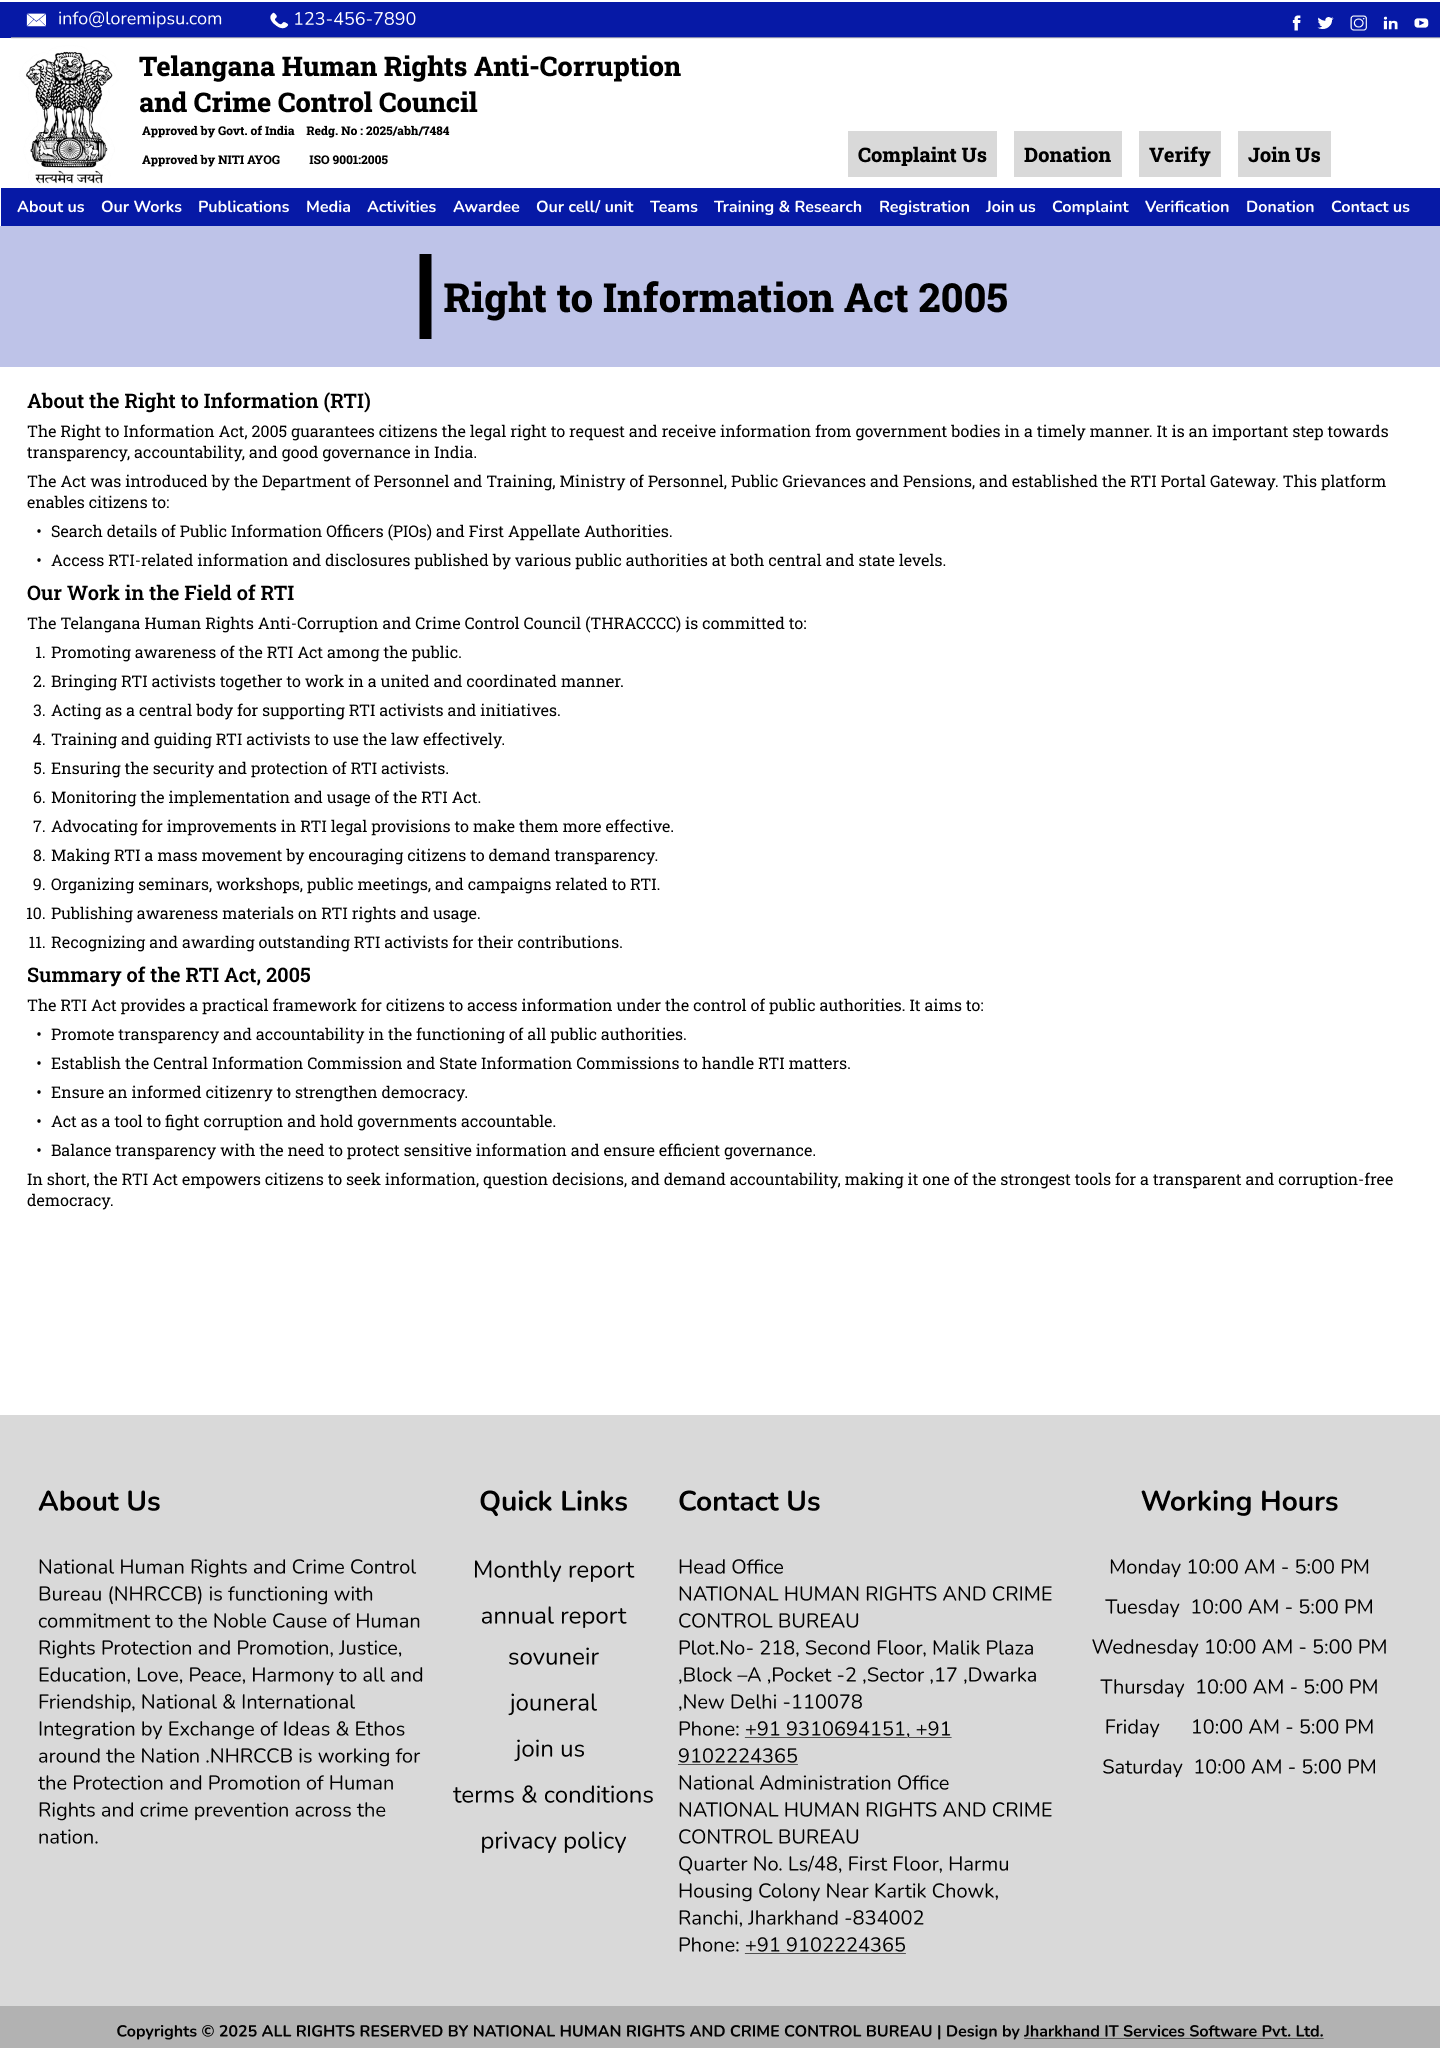 info@loremipsu.com 123-456-7890
Telangana Human Rights Anti-Corruption
and Crime Control Council
Approved by Govt. of India Redg. No : 2025/abh/7484
Approved by NITI AYOG ISO 9001:2005
सत्यमेव जयते
Complaint Us Donation Verify Join Us
About us Our Works Publications Media Activities Awardee Our cell/ unit Teams Training & Research Registration Join us Complaint Verification Donation Contact us
Right to Information Act 2005
About the Right to Information (RTI)
The Right to Information Act, 2005 guarantees citizens the legal right to request and receive information from government bodies in a timely manner. It is an important step towards
transparency, accountability, and good governance in India.
The Act was introduced by the Department of Personnel and Training, Ministry of Personnel, Public Grievances and Pensions, and established the RTI Portal Gateway. This platform
enables citizens to:
• Search details of Public Information Officers (PIOs) and First Appellate Authorities.
• Access RTI-related information and disclosures published by various public authorities at both central and state levels.
Our Work in the Field of RTI
The Telangana Human Rights Anti-Corruption and Crime Control Council (THRACCCC) is committed to:
1. Promoting awareness of the RTI Act among the public.
2. Bringing RTI activists together to work in a united and coordinated manner.
3. Acting as a central body for supporting RTI activists and initiatives.
4. Training and guiding RTI activists to use the law effectively.
5. Ensuring the security and protection of RTI activists.
6. Monitoring the implementation and usage of the RTI Act.
7. Advocating for improvements in RTI legal provisions to make them more effective.
8. Making RTI a mass movement by encouraging citizens to demand transparency.
9. Organizing seminars, workshops, public meetings, and campaigns related to RTI.
10. Publishing awareness materials on RTI rights and usage.
11. Recognizing and awarding outstanding RTI activists for their contributions.
Summary of the RTI Act, 2005
The RTI Act provides a practical framework for citizens to access information under the control of public authorities. It aims to:
• Promote transparency and accountability in the functioning of all public authorities.
• Establish the Central Information Commission and State Information Commissions to handle RTI matters.
• Ensure an informed citizenry to strengthen democracy.
• Act as a tool to fight corruption and hold governments accountable.
• Balance transparency with the need to protect sensitive information and ensure efficient governance.
In short, the RTI Act empowers citizens to seek information, question decisions, and demand accountability, making it one of the strongest tools for a transparent and corruption-free
democracy.
About Us
National Human Rights and Crime Control
Bureau (NHRCCB) is functioning with
commitment to the Noble Cause of Human
Rights Protection and Promotion, Justice,
Education, Love, Peace, Harmony to all and
Friendship, National & International
Integration by Exchange of Ideas & Ethos
around the Nation .NHRCCB is working for
the Protection and Promotion of Human
Rights and crime prevention across the
nation.
Quick Links
Monthly report
annual report
sovuneir
jouneral
join us
terms & conditions
privacy policy
Contact Us
Head Office
NATIONAL HUMAN RIGHTS AND CRIME
CONTROL BUREAU
Plot.No- 218, Second Floor, Malik Plaza
,Block –A ,Pocket -2 ,Sector ,17 ,Dwarka
,New Delhi -110078
Phone: +91 9310694151, +91
9102224365
National Administration Office
NATIONAL HUMAN RIGHTS AND CRIME
CONTROL BUREAU
Quarter No. Ls/48, First Floor, Harmu
Housing Colony Near Kartik Chowk,
Ranchi, Jharkhand -834002
Phone: +91 9102224365
Working Hours
Monday 10:00 AM - 5:00 PM
Tuesday 10:00 AM - 5:00 PM
Wednesday 10:00 AM - 5:00 PM
Thursday 10:00 AM - 5:00 PM
Friday 10:00 AM - 5:00 PM
Saturday 10:00 AM - 5:00 PM
Copyrights © 2025 ALL RIGHTS RESERVED BY NATIONAL HUMAN RIGHTS AND CRIME CONTROL BUREAU | Design by Jharkhand IT Services Software Pvt. Ltd.